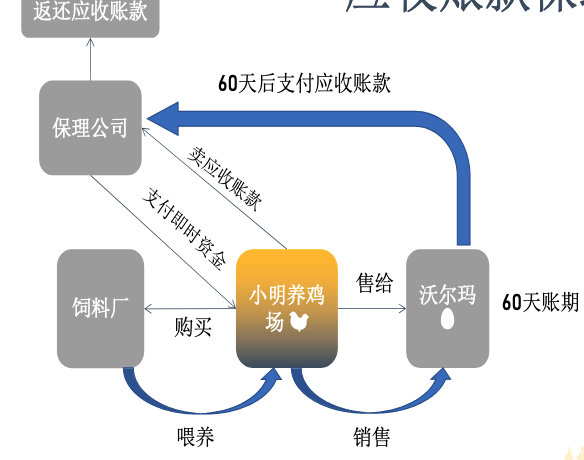 返还应收账款
应收账款保
60天后支付应收账款
保理公司
卖应收账款
支付即时资金
饲料厂
购买
小明养鸡
场
售给
沃尔玛
60天账期
喂养
销售